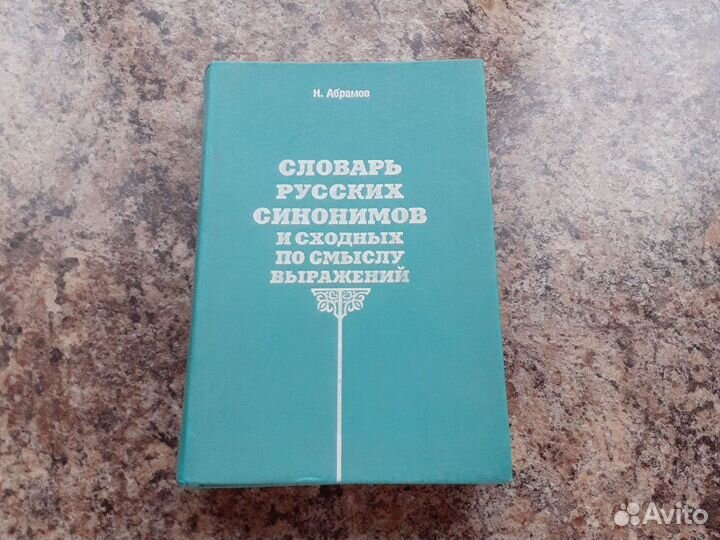 Н. Абрамов
СЛОВАРЬ
РУССКИХ
СИНОНИМОВ
И СХОДНЫХ
ПО СМЫСЛУ
ВЫРАЖЕНИЙ
Avito